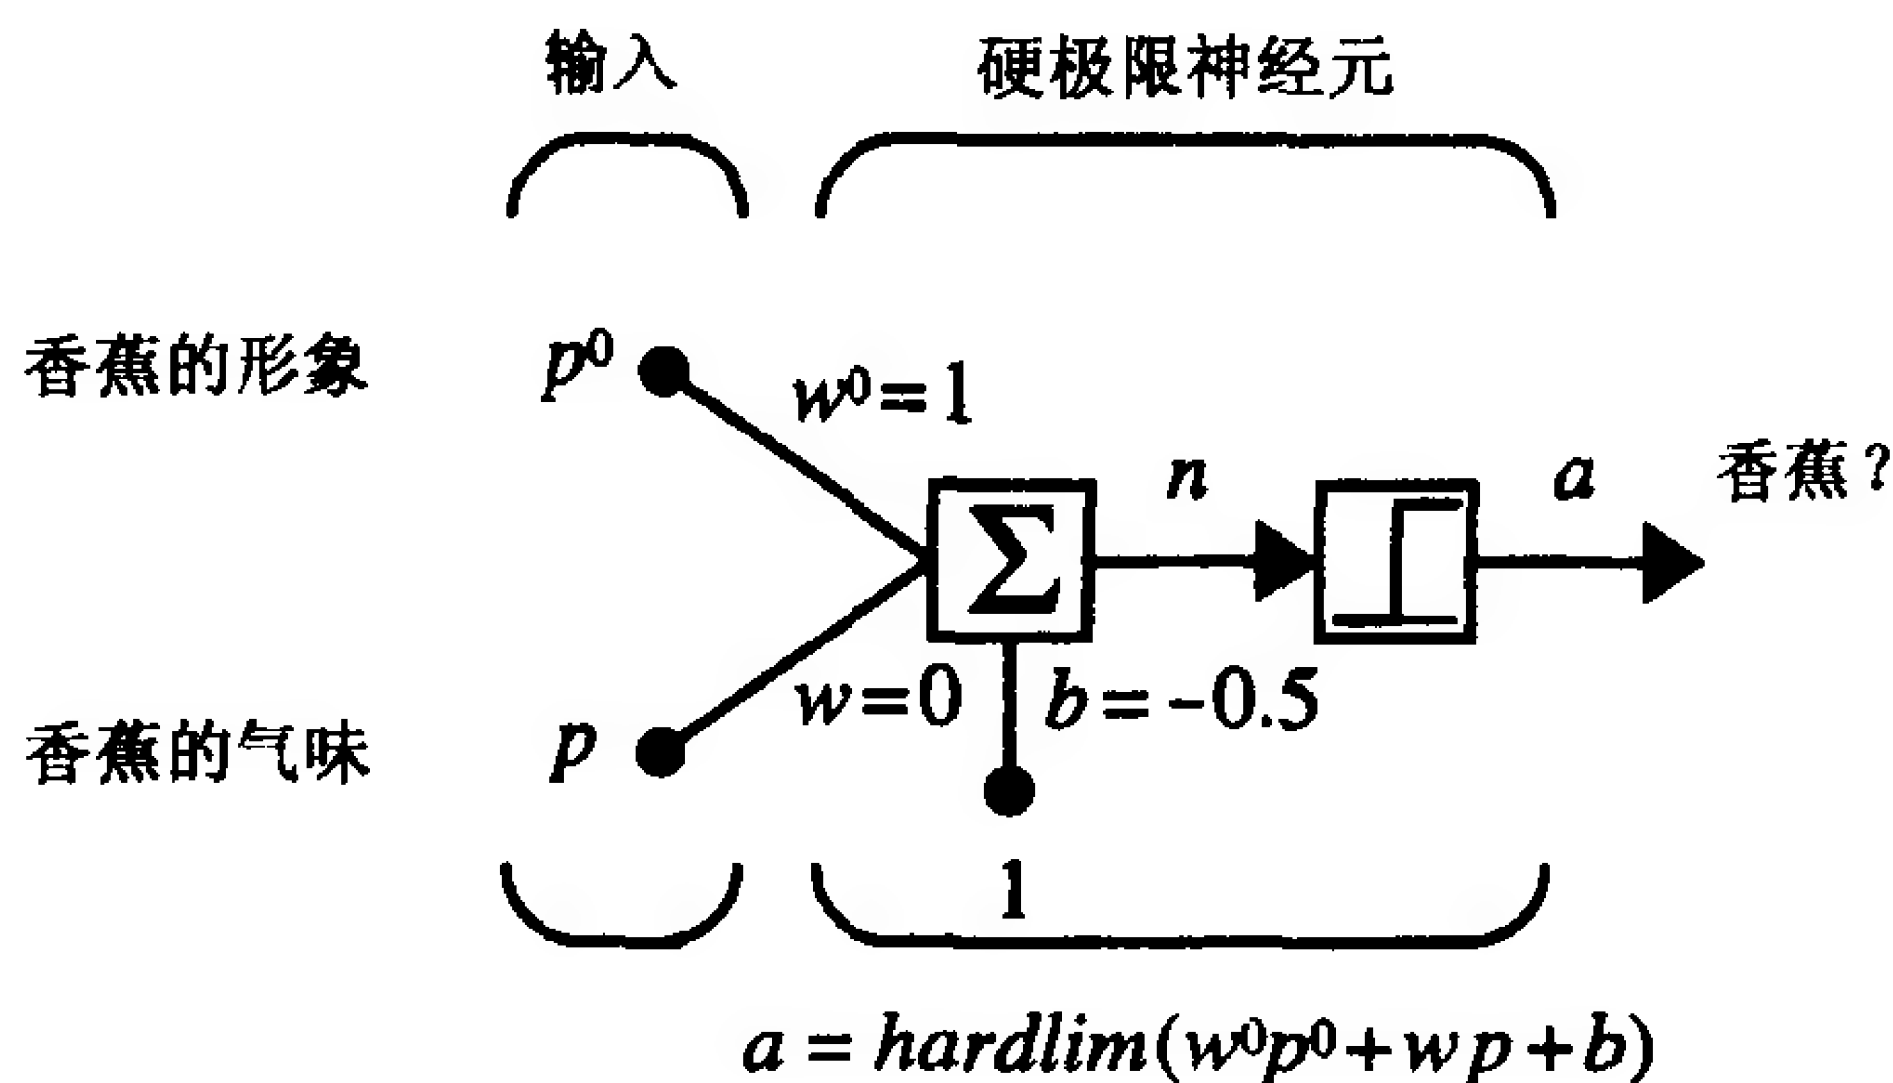 输入 硬极限神经元
香蕉的形象 p⁰ w⁰=1
Σ n a 香蕉？
香蕉的气味 p w=0 b=-0.5
1
a = hardlim(w⁰p⁰+wp+b)